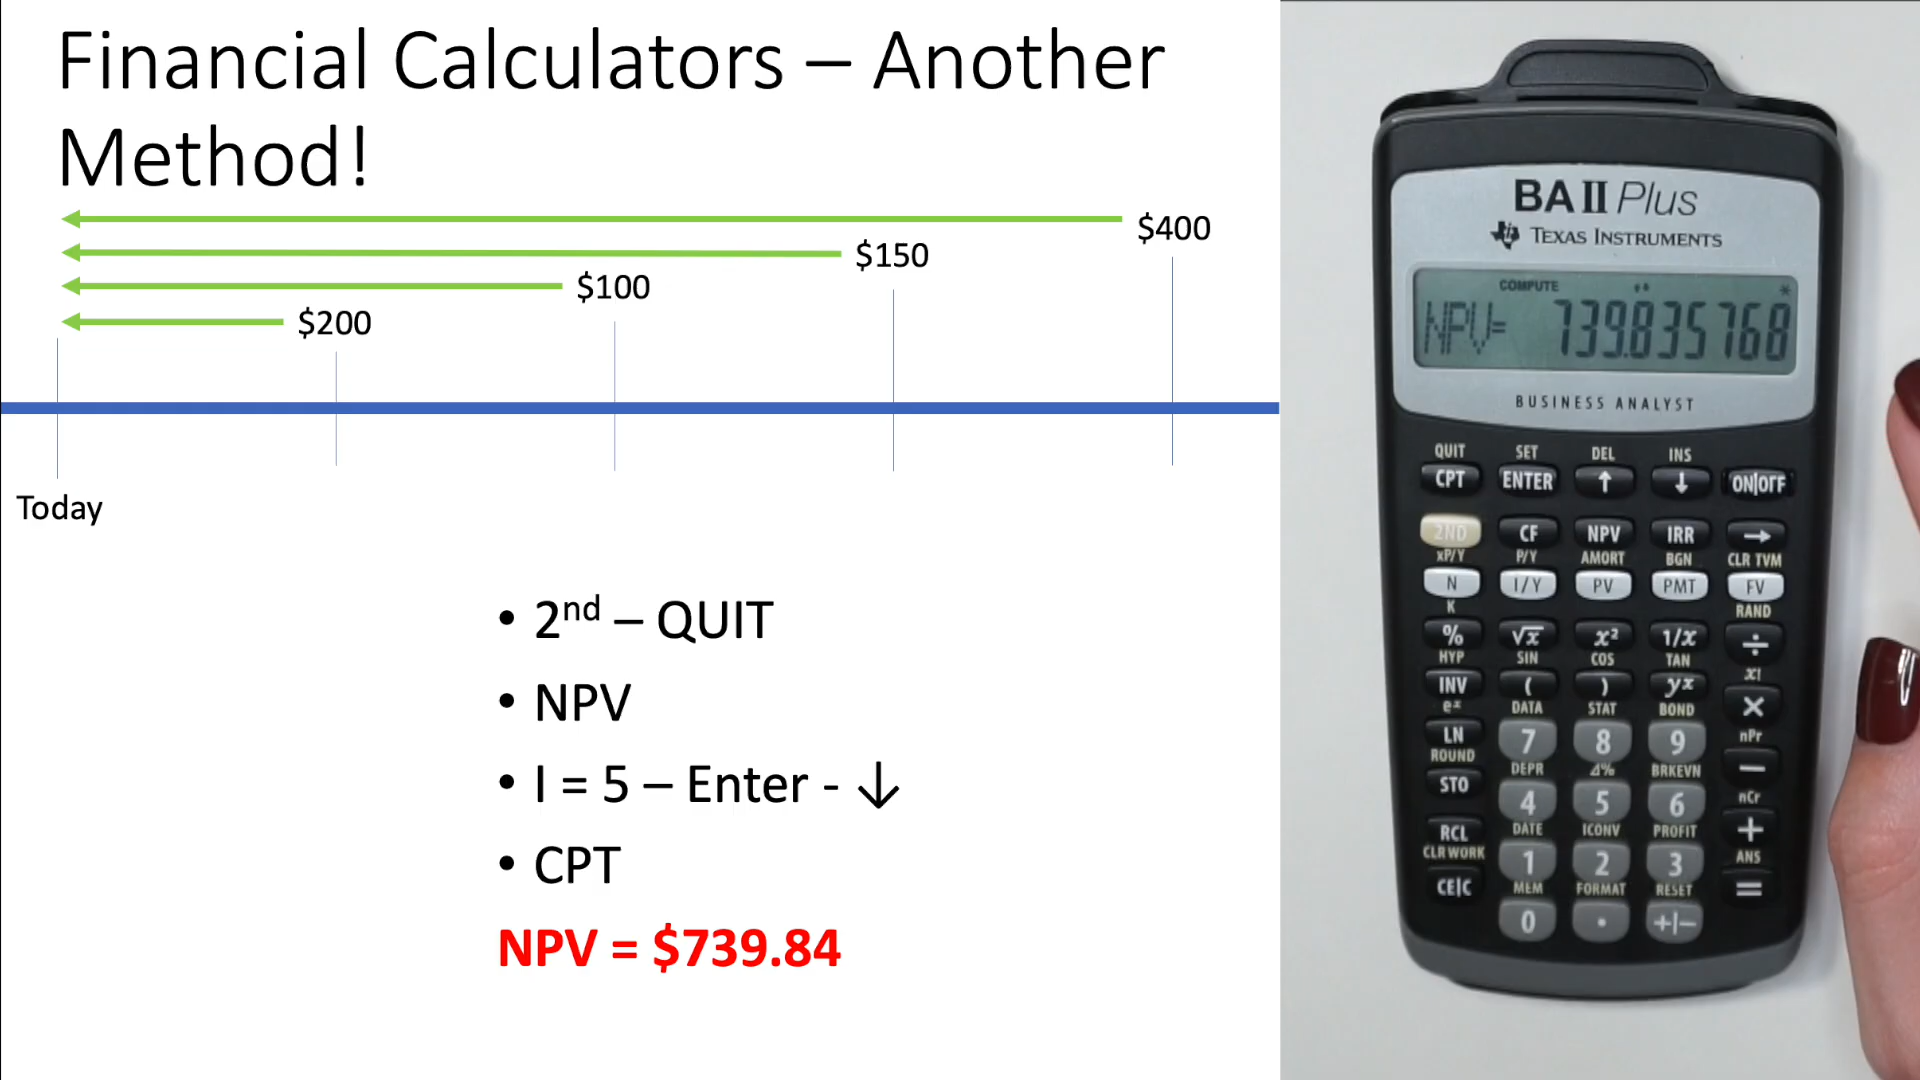 Financial Calculators – Another
Method!
$400
$150
$100
$200
Today
• 2nd – QUIT
• NPV
• I = 5 – Enter - ↓
• CPT
NPV = $739.84
BA II Plus
TEXAS INSTRUMENTS
COMPUTE
NPV= 739.835768
BUSINESS ANALYST
QUIT SET DEL INS
CPT ENTER ↑ ↓ ON|OFF
2ND CF NPV IRR →
xP/Y P/Y AMORT BGN CLR TVM
N I/Y PV PMT FV
K RAND
% √x x² 1/x ÷
HYP SIN COS TAN x!
INV ( ) yx ×
ex DATA STAT BOND nPr
LN 7 8 9 −
ROUND DEPR Δ% BRKEVN nCr
STO 4 5 6 +
DATE ICONV PROFIT ANS
RCL 1 2 3 =
CLR WORK MEM FORMAT RESET
CE|C 0 . +|−